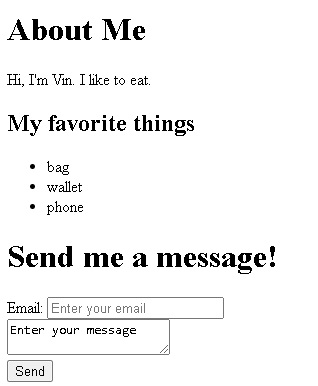 About Me
Hi, I'm Vin. I like to eat.
My favorite things
bag
wallet
phone
Send me a message!
Email: Enter your email
Enter your message
Send